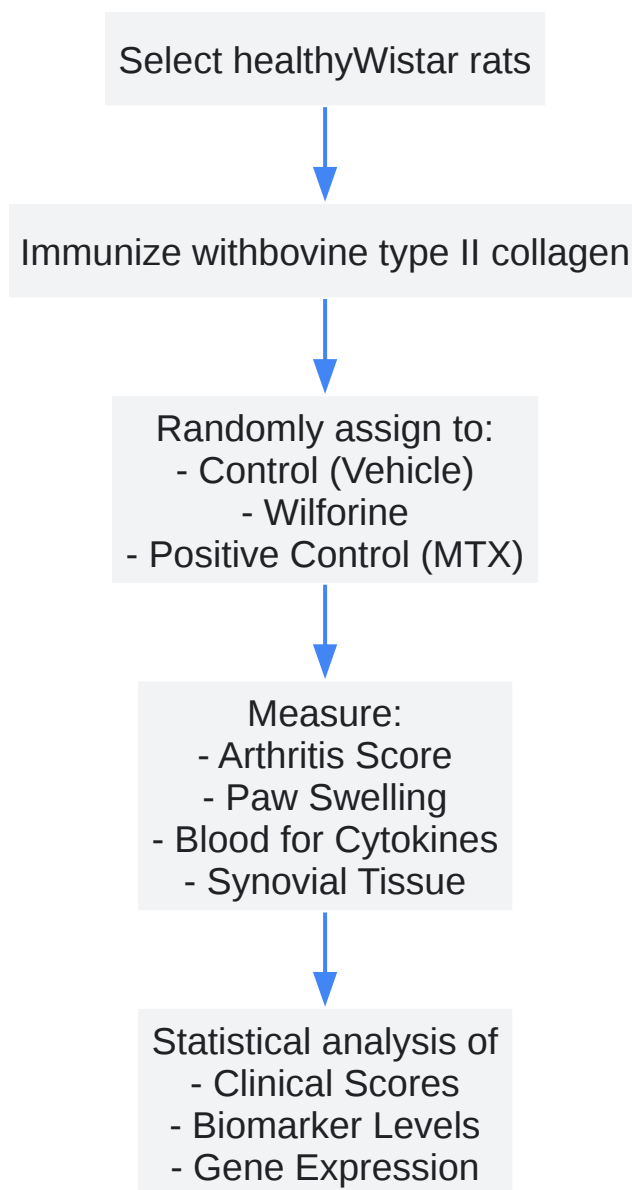 Select healthyWistar rats
Immunize withbovine type II collagen
Randomly assign to:
- Control (Vehicle)
- Wilforine
- Positive Control (MTX)
Measure:
- Arthritis Score
- Paw Swelling
- Blood for Cytokines
- Synovial Tissue
Statistical analysis of
- Clinical Scores
- Biomarker Levels
- Gene Expression